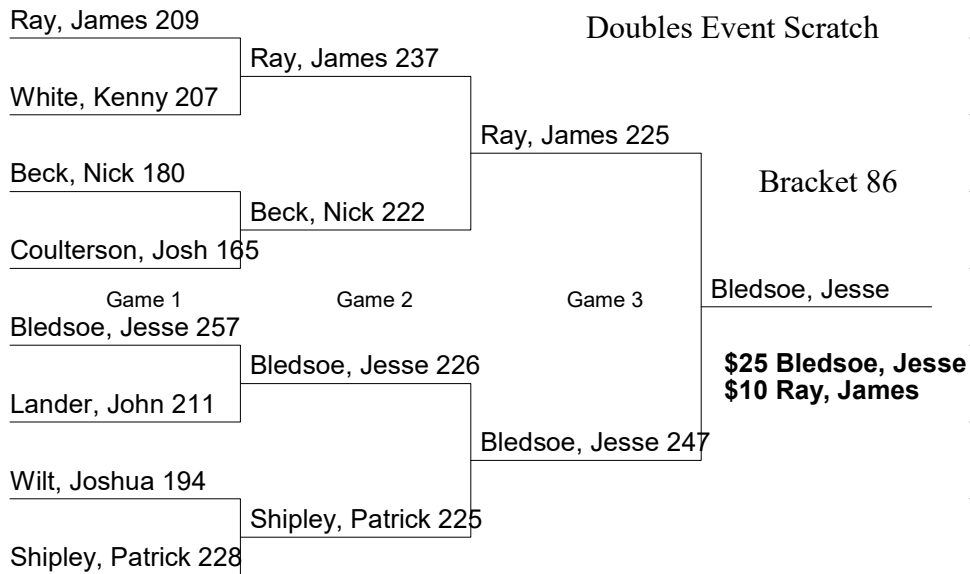 Ray, James 209
Doubles Event Scratch
Ray, James 237
White, Kenny 207
Ray, James 225
Beck, Nick 180
Bracket 86
Beck, Nick 222
Coulterson, Josh 165
Game 1
Game 2
Game 3
Bledsoe, Jesse
Bledsoe, Jesse 257
Bledsoe, Jesse 226
$25 Bledsoe, Jesse
$10 Ray, James
Lander, John 211
Bledsoe, Jesse 247
Wilt, Joshua 194
Shipley, Patrick 225
Shipley, Patrick 228